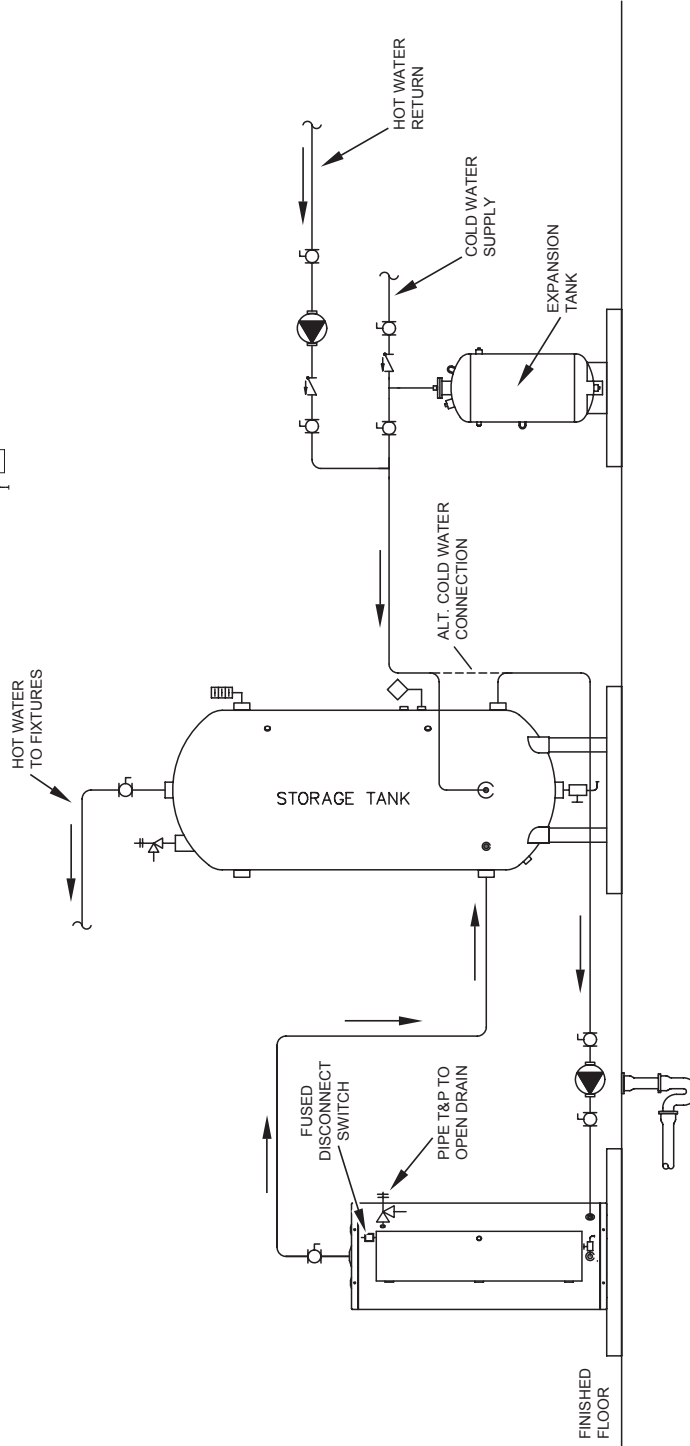 HOT WATER
TO FIXTURES
HOT WATER
RETURN
COLD WATER
SUPPLY
EXPANSION
TANK
ALT. COLD WATER
CONNECTION
STORAGE TANK
FUSED
DISCONNECT
SWITCH
PIPE T&P TO
OPEN DRAIN
FINISHED
FLOOR